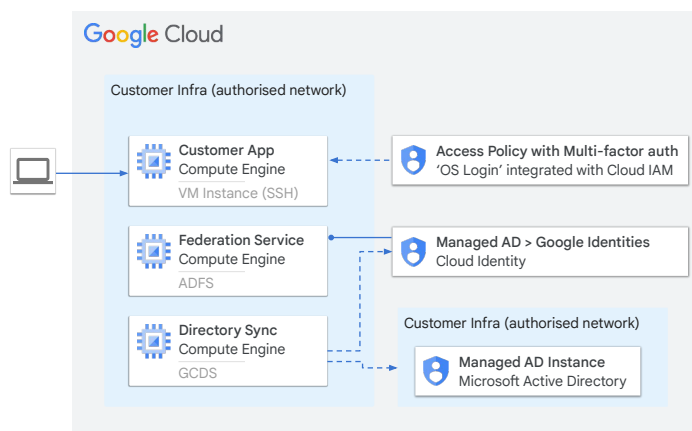 Google Cloud
Customer Infra (authorised network)
Customer App
Compute Engine
VM Instance (SSH)
Access Policy with Multi-factor auth
‘OS Login’ integrated with Cloud IAM
Federation Service
Compute Engine
ADFS
Managed AD > Google Identities
Cloud Identity
Directory Sync
Compute Engine
GCDS
Customer Infra (authorised network)
Managed AD Instance
Microsoft Active Directory